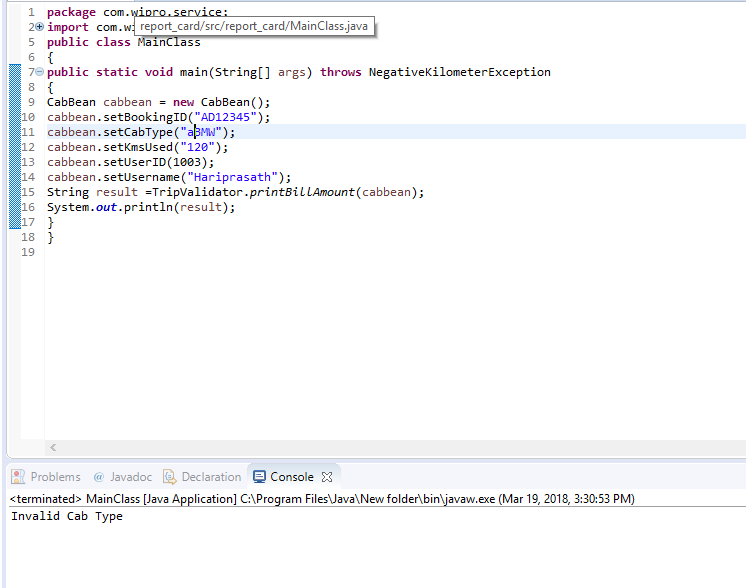 1 package com.wipro.service;
2 import com.wi
report_card/src/report_card/MainClass.java
5 public class MainClass
6 {
7 public static void main(String[] args) throws NegativeKilometerException
8 {
9 CabBean cabbean = new CabBean();
10 cabbean.setBookingID("AD12345");
11 cabbean.setCabType("aBMW");
12 cabbean.setKmsUsed("120");
13 cabbean.setUserID(1003);
14 cabbean.setUsername("Hariprasath");
15 String result =TripValidator.printBillAmount(cabbean);
16 System.out.println(result);
17 }
18 }
19
Problems @ Javadoc Declaration Console
<terminated> MainClass [Java Application] C:\Program Files\Java\New folder\bin\javaw.exe (Mar 19, 2018, 3:30:53 PM)
Invalid Cab Type